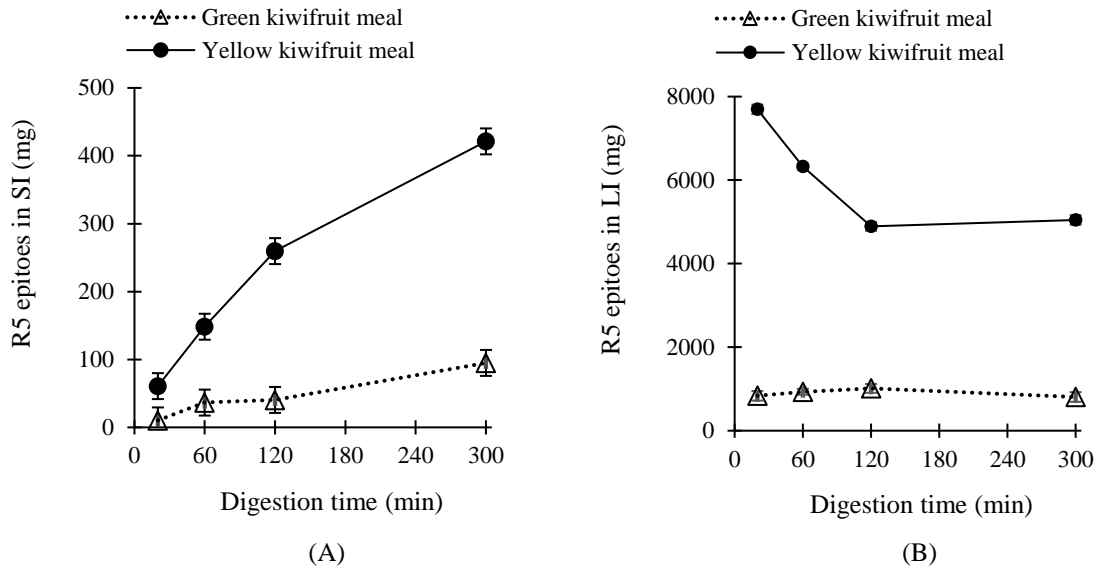 Green kiwifruit meal
Yellow kiwifruit meal
500
400
300
200
100
0
R5 epitoes in SI (mg)
0 60 120 180 240 300
Digestion time (min)
(A)
Green kiwifruit meal
Yellow kiwifruit meal
8000
6000
4000
2000
0
R5 epitoes in LI (mg)
0 60 120 180 240 300
Digestion time (min)
(B)